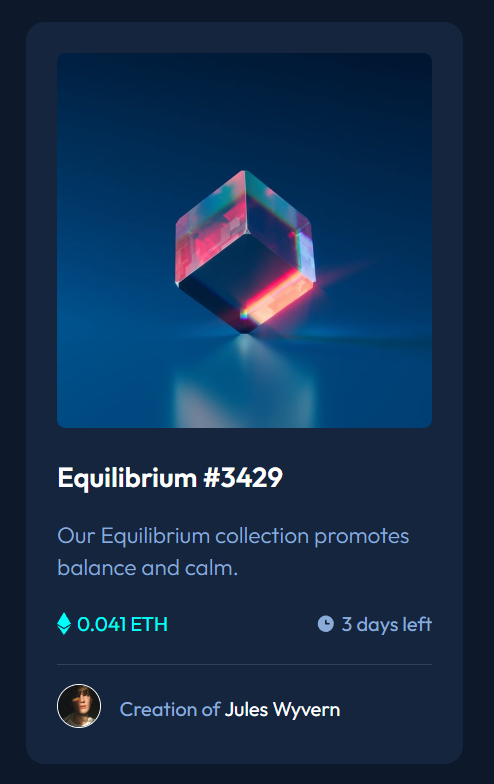 Equilibrium #3429
Our Equilibrium collection promotes
balance and calm.
0.041 ETH
3 days left
Creation of Jules Wyvern